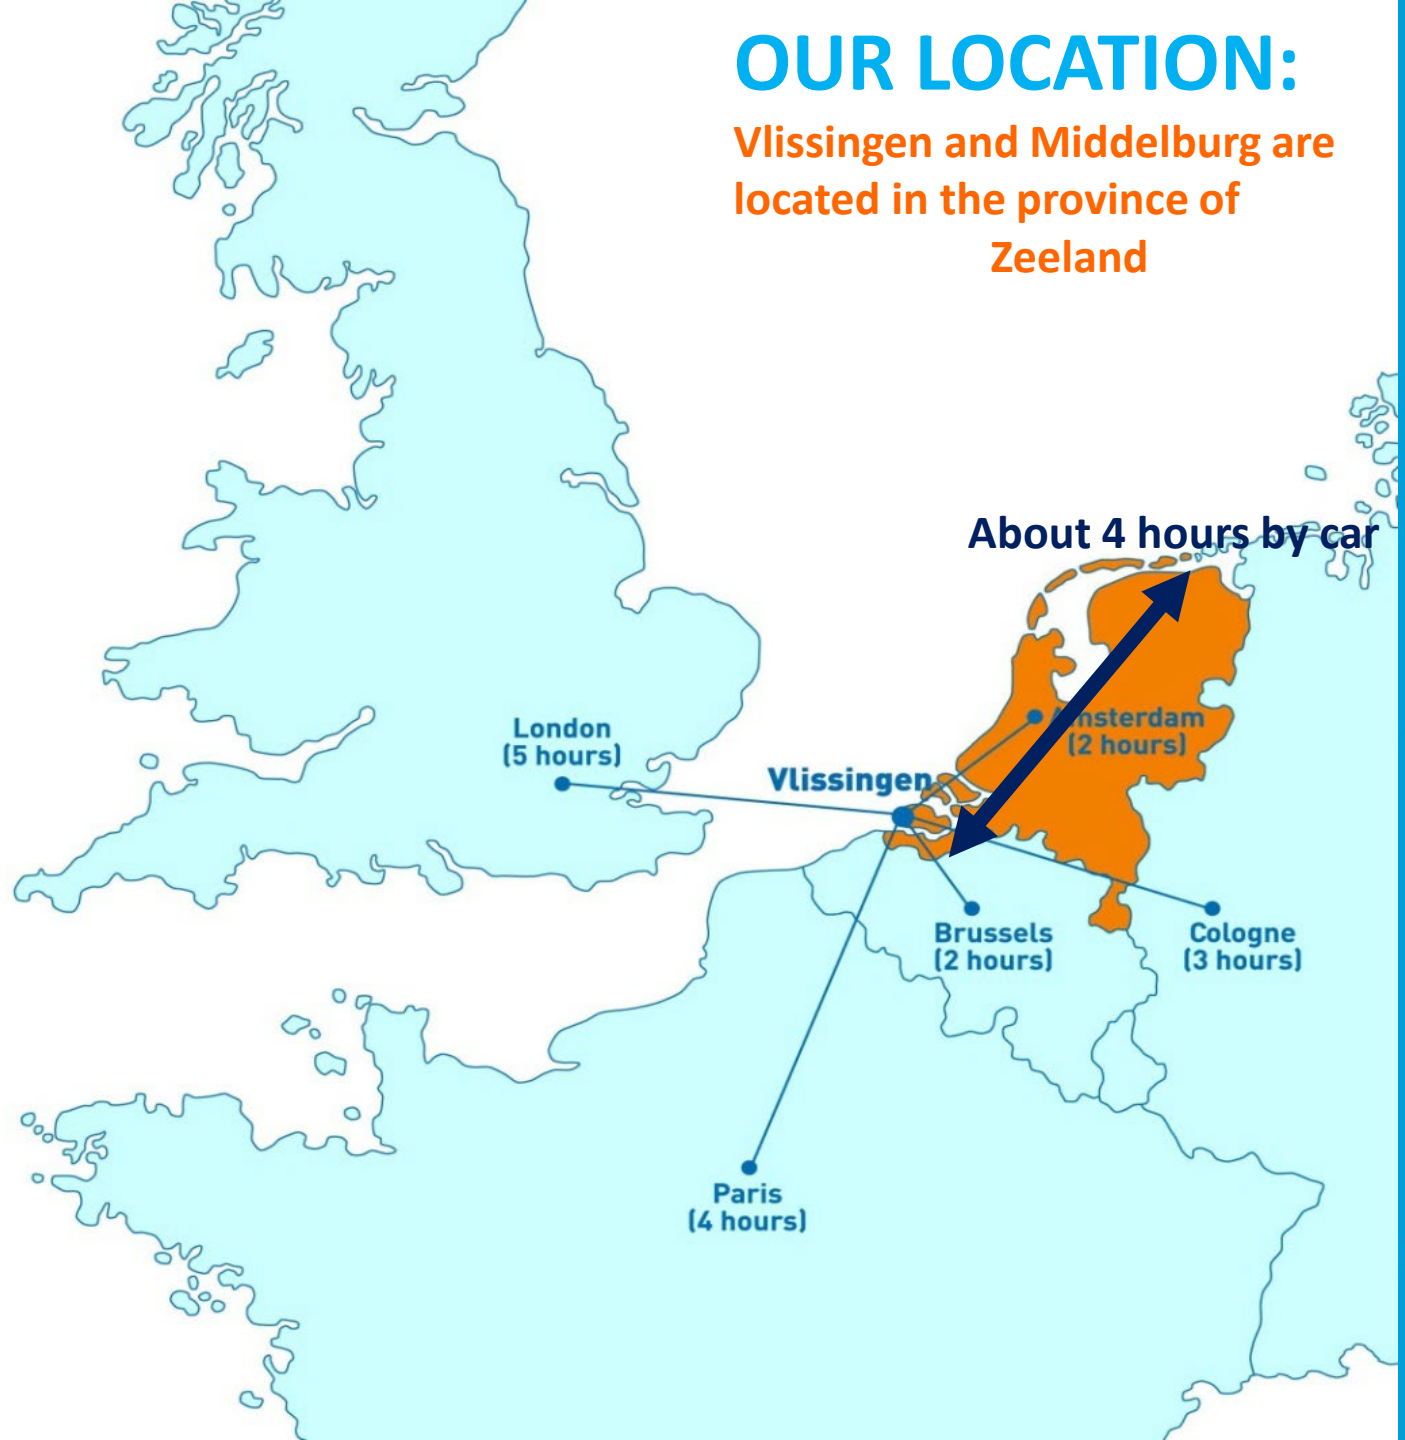 OUR LOCATION:
Vlissingen and Middelburg are
located in the province of
Zeeland
About 4 hours by car
Amsterdam
(2 hours)
London
(5 hours)
Vlissingen
Brussels
(2 hours)
Cologne
(3 hours)
Paris
(4 hours)